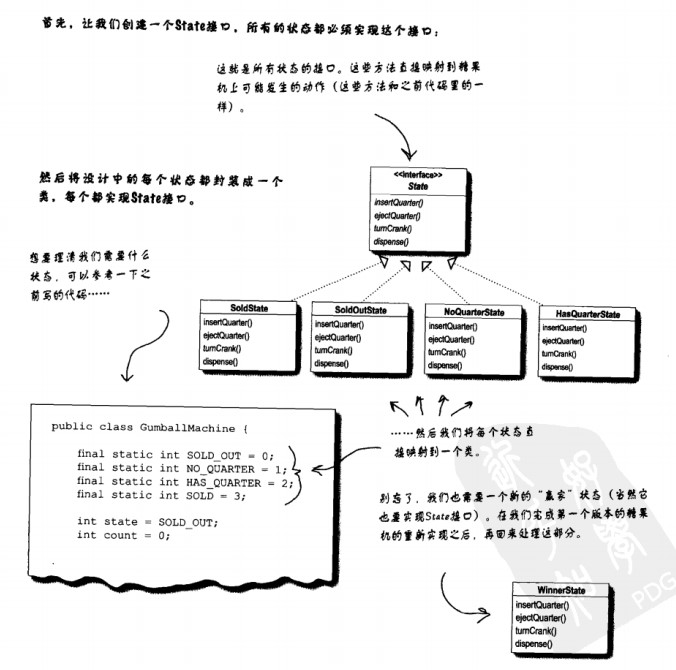 首先，让我们创建一个State接口，所有的状态都必须实现这个接口：
这就是所有状态的接口。这些方法直接映射到糖果
机上可能发生的动作（这些方法和之前代码里的一
样）。
然后将设计中的每个状态都封装成一个
类，每个都实现State接口。
<<interface>>
State
insertQuarter()
ejectQuarter()
turnCrank()
dispense()
想要理清我们需要什么
状态，可以参考一下之
前写的代码……
SoldState
insertQuarter()
ejectQuarter()
turnCrank()
dispense()
SoldOutState
insertQuarter()
ejectQuarter()
turnCrank()
dispense()
NoQuarterState
insertQuarter()
ejectQuarter()
turnCrank()
dispense()
HasQuarterState
insertQuarter()
ejectQuarter()
turnCrank()
dispense()
public class GumballMachine {
final static int SOLD_OUT = 0;
final static int NO_QUARTER = 1;
final static int HAS_QUARTER = 2;
final static int SOLD = 3;
int state = SOLD_OUT;
int count = 0;
……然后我们将每个状态直
接映射到一个类。
别忘了，我们也需要一个新的“赢家”状态（当然它
也要实现State接口）。在我们完成第一个版本的糖果
机的重新实现之后，再回来处理这部分。
WinnerState
insertQuarter()
ejectQuarter()
turnCrank()
dispense()
PDG